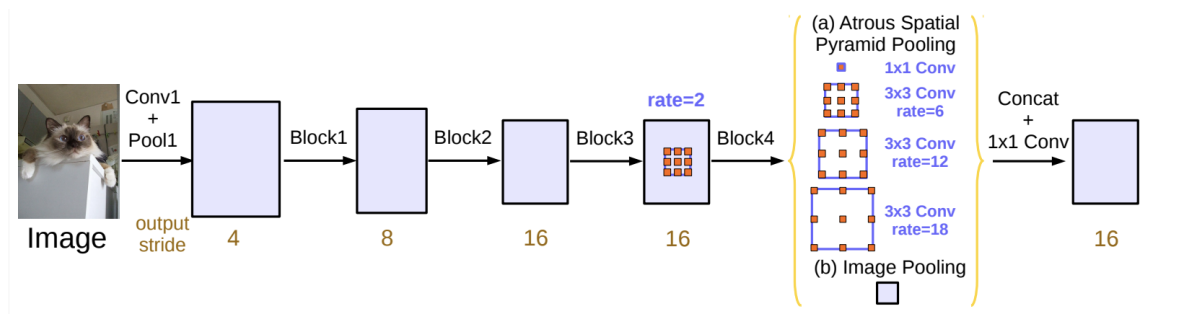 (a) Atrous Spatial
Pyramid Pooling
1x1 Conv
3x3 Conv
rate=6
3x3 Conv
rate=12
3x3 Conv
rate=18
(b) Image Pooling
Conv1
+
Pool1
Block1
Block2
Block3
rate=2
Block4
Concat
+
1x1 Conv
Image
output
stride
4
8
16
16
16